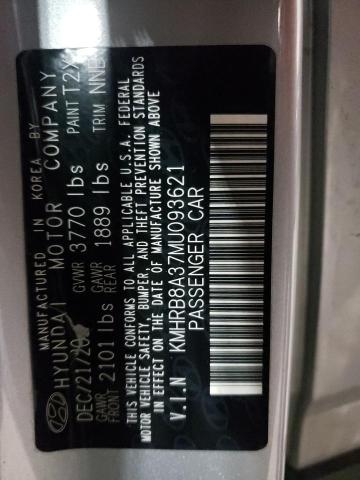 MANUFACTURED IN KOREA BY
HYUNDAI MOTOR COMPANY
DEC/21/20 GVWR 3770 lbs PAINT T2X
GAWR FRONT 2101 lbs GAWR REAR 1889 lbs TRIM NNB
THIS VEHICLE CONFORMS TO ALL APPLICABLE U.S.A. FEDERAL
MOTOR VEHICLE SAFETY, BUMPER, AND THEFT PREVENTION STANDARDS
IN EFFECT ON THE DATE OF MANUFACTURE SHOWN ABOVE
V.I.N KMHRB8A37MU093621
PASSENGER CAR